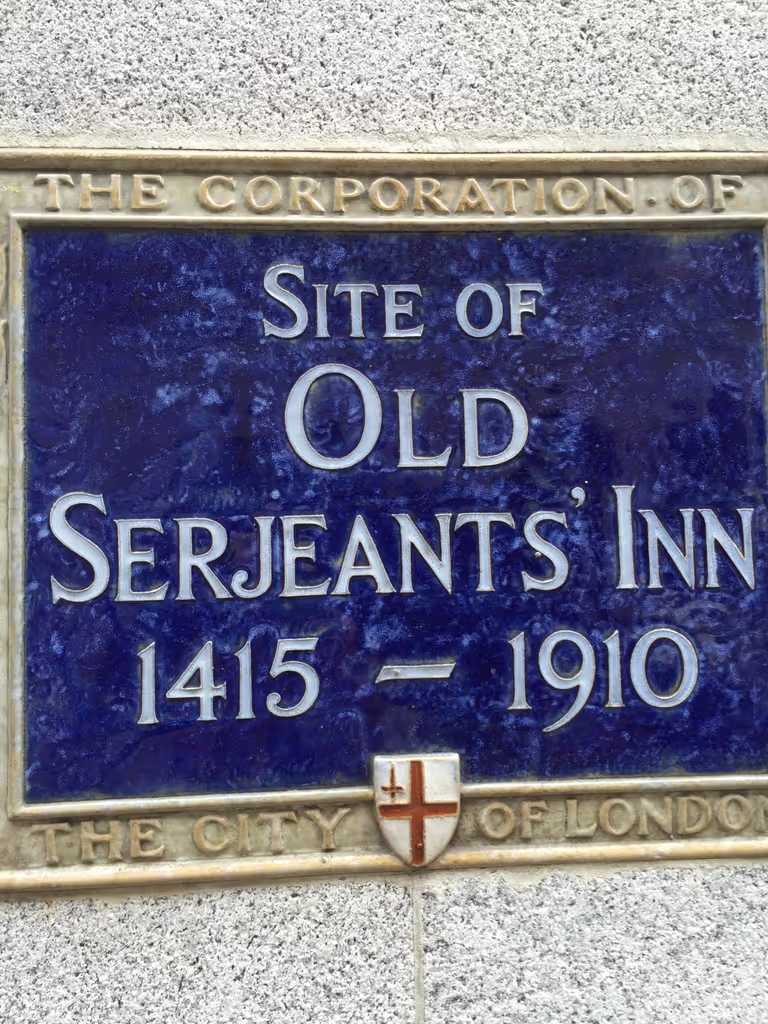 THE CORPORATION · OF
SITE OF
OLD
SERJEANTS' INN
1415 – 1910
THE CITY OF LONDON